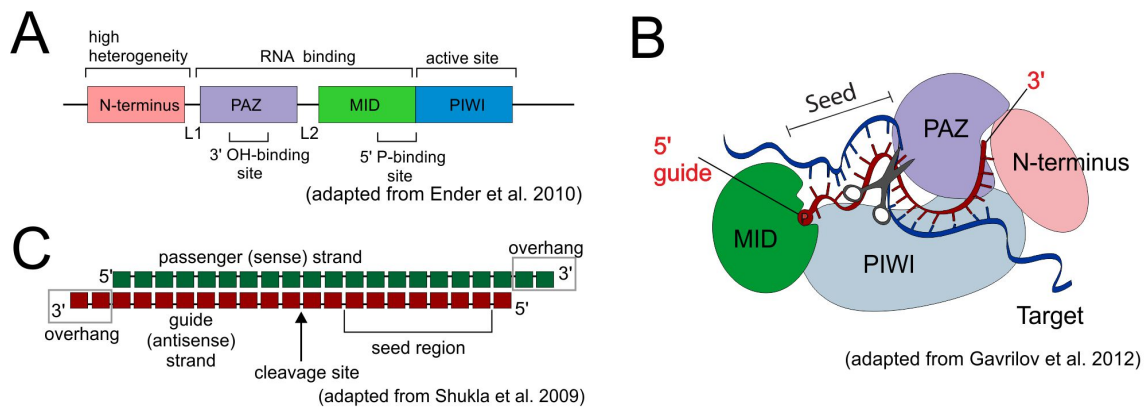 A
high
heterogeneity
RNA binding
active site
N-terminus
PAZ
MID
PIWI
L1
L2
3' OH-binding
site
5' P-binding
site
(adapted from Ender et al. 2010)
B
Seed
3'
PAZ
5'
guide
N-terminus
MID
PIWI
Target
(adapted from Gavrilov et al. 2012)
C
passenger (sense) strand
overhang
5'
3'
3'
5'
overhang
guide
(antisense)
strand
seed region
cleavage site
(adapted from Shukla et al. 2009)